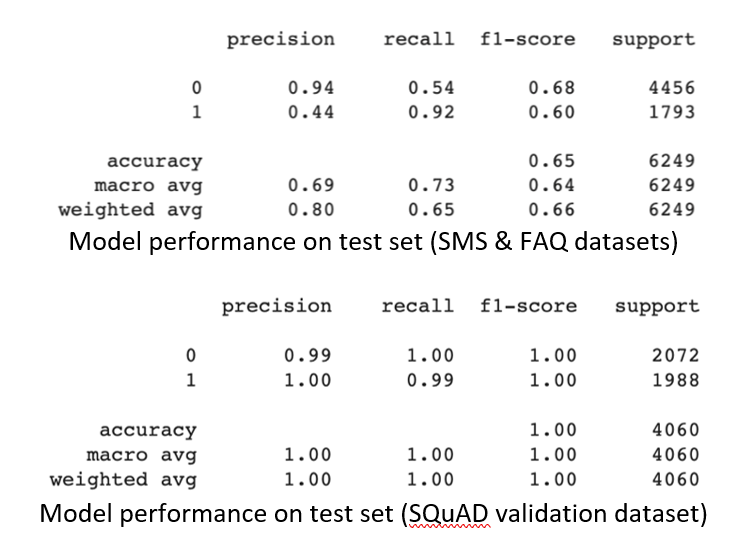 precision recall f1-score support
0 0.94 0.54 0.68 4456
1 0.44 0.92 0.60 1793
accuracy 0.65 6249
macro avg 0.69 0.73 0.64 6249
weighted avg 0.80 0.65 0.66 6249
Model performance on test set (SMS & FAQ datasets)
precision recall f1-score support
0 0.99 1.00 1.00 2072
1 1.00 0.99 1.00 1988
accuracy 1.00 4060
macro avg 1.00 1.00 1.00 4060
weighted avg 1.00 1.00 1.00 4060
Model performance on test set (SQuAD validation dataset)